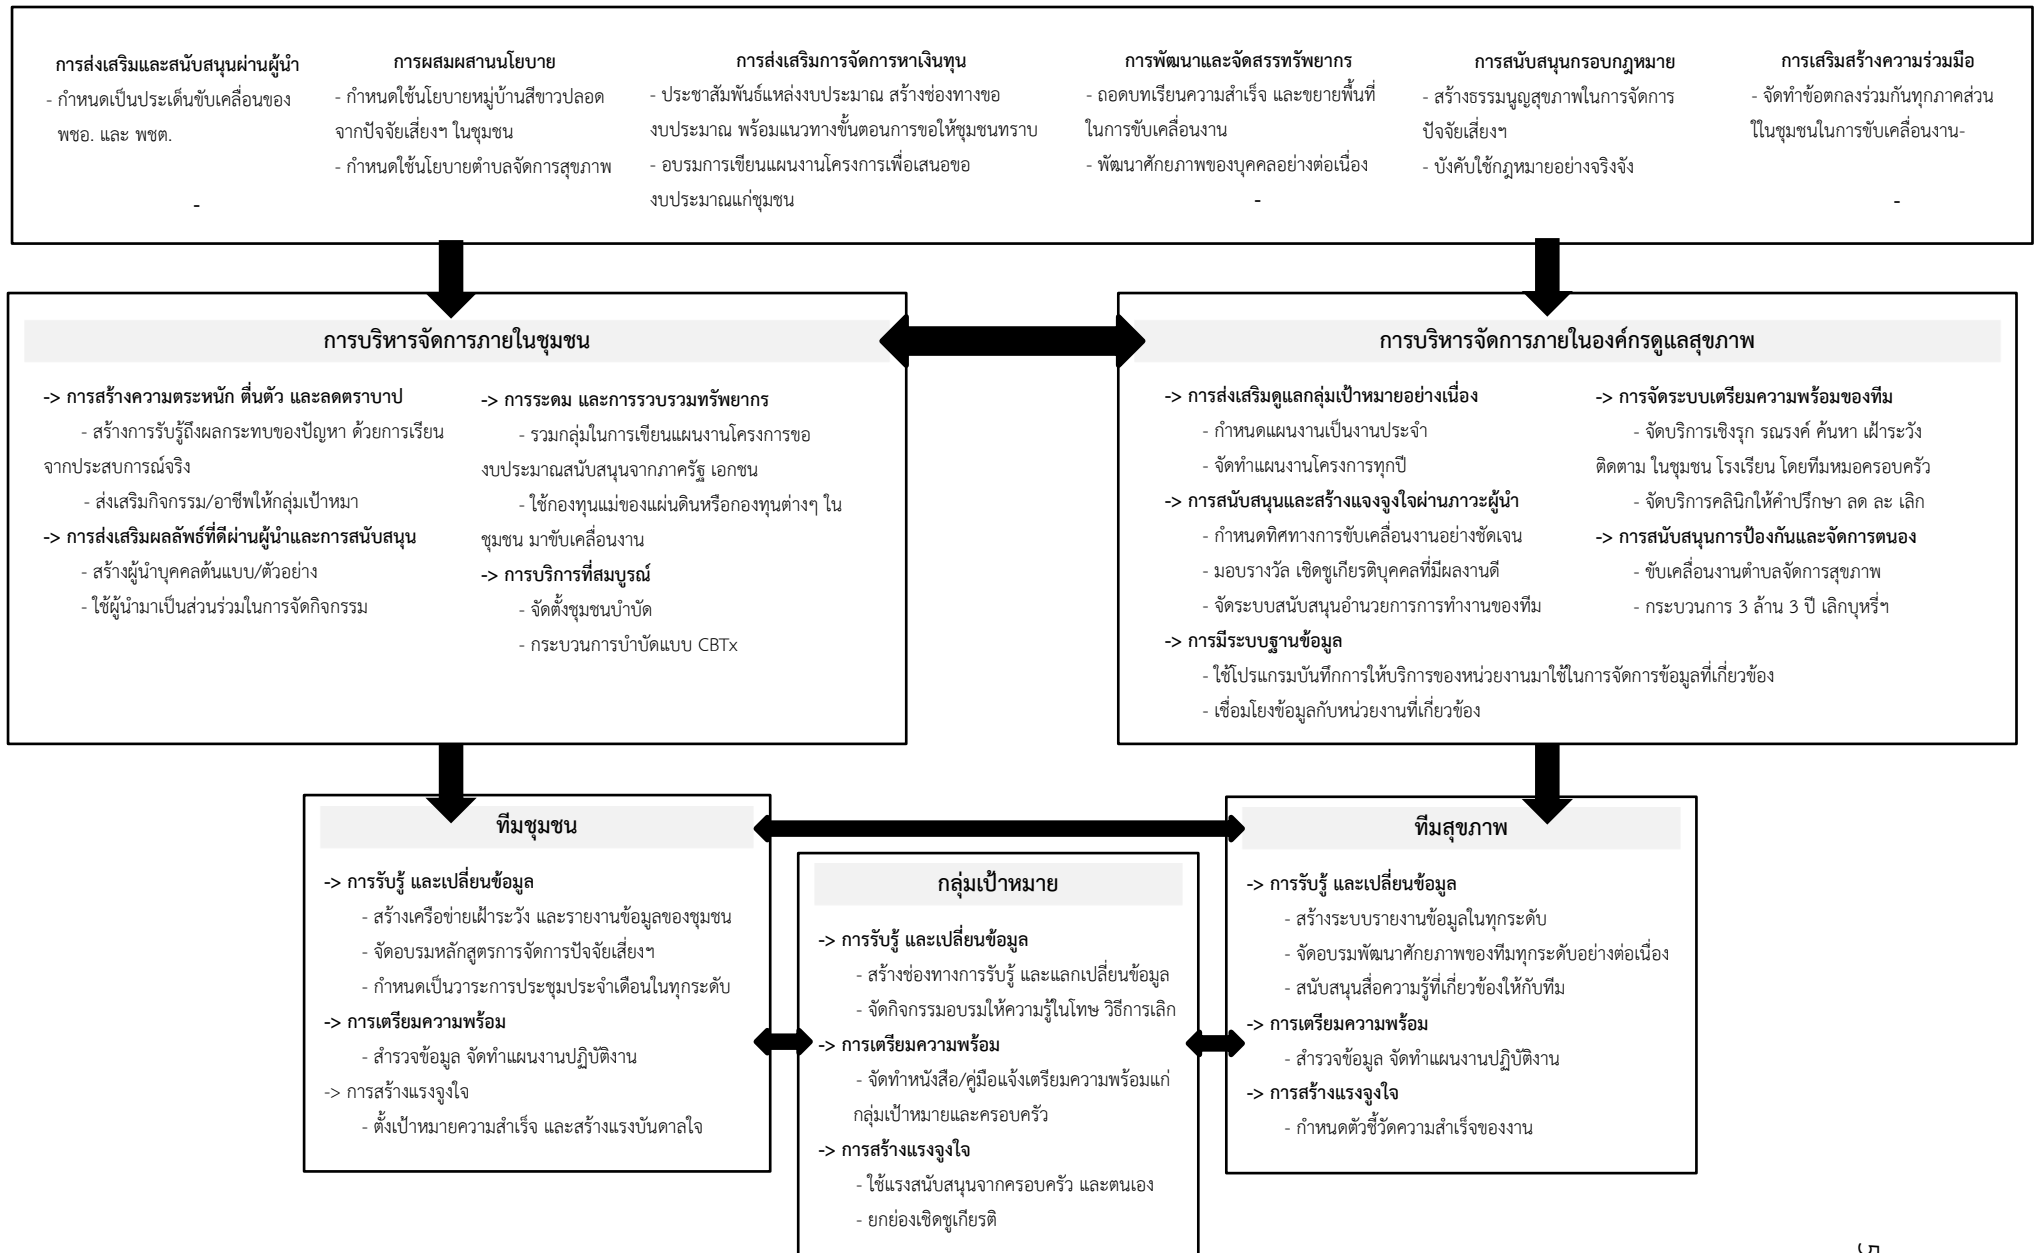 การส่งเสริมและสนับสนุนผ่านผู้นำ
- กำหนดเป็นประเด็นขับเคลื่อนของ
พชอ. และ พชต.
-
การผสมผสานนโยบาย
- กำหนดใช้นโยบายหมู่บ้านสีขาวปลอด
จากปัจจัยเสี่ยงฯ ในชุมชน
- กำหนดใช้นโยบายตำบลจัดการสุขภาพ
การส่งเสริมการจัดการหาเงินทุน
- ประชาสัมพันธ์แหล่งงบประมาณ สร้างช่องทางขอ
งบประมาณ พร้อมแนวทางขั้นตอนการขอให้ชุมชนทราบ
- อบรมการเขียนแผนงานโครงการเพื่อเสนอขอ
งบประมาณแก่ชุมชน
การพัฒนาและจัดสรรทรัพยากร
- ถอดบทเรียนความสำเร็จ และขยายพื้นที่
ในการขับเคลื่อนงาน
- พัฒนาศักยภาพของบุคคลอย่างต่อเนื่อง
-
การสนับสนุนกรอบกฎหมาย
- สร้างธรรมนูญสุขภาพในการจัดการ
ปัจจัยเสี่ยงฯ
- บังคับใช้กฎหมายอย่างจริงจัง
การเสริมสร้างความร่วมมือ
- จัดทำข้อตกลงร่วมกันทุกภาคส่วน
ใในชุมชนในการขับเคลื่อนงาน-
-
การบริหารจัดการภายในชุมชน
-> การสร้างความตระหนัก ตื่นตัว และลดตราบาป
- สร้างการรับรู้ถึงผลกระทบของปัญหา ด้วยการเรียน
จากประสบการณ์จริง
- ส่งเสริมกิจกรรม/อาชีพให้กลุ่มเป้าหมา
-> การส่งเสริมผลลัพธ์ที่ดีผ่านผู้นำและการสนับสนุน
- สร้างผู้นำบุคคลต้นแบบ/ตัวอย่าง
- ใช้ผู้นำมาเป็นส่วนร่วมในการจัดกิจกรรม
-> การระดม และการรวบรวมทรัพยากร
- รวมกลุ่มในการเขียนแผนงานโครงการขอ
งบประมาณสนับสนุนจากภาครัฐ เอกชน
- ใช้กองทุนแม่ของแผ่นดินหรือกองทุนต่างๆ ใน
ชุมชน มาขับเคลื่อนงาน
-> การบริการที่สมบูรณ์
- จัดตั้งชุมชนบำบัด
- กระบวนการบำบัดแบบ CBTx
การบริหารจัดการภายในองค์กรดูแลสุขภาพ
-> การส่งเสริมดูแลกลุ่มเป้าหมายอย่างเนื่อง
- กำหนดแผนงานเป็นงานประจำ
- จัดทำแผนงานโครงการทุกปี
-> การสนับสนุนและสร้างแจงจูงใจผ่านภาวะผู้นำ
- กำหนดทิศทางการขับเคลื่อนงานอย่างชัดเจน
- มอบรางวัล เชิดชูเกียรติบุคคลที่มีผลงานดี
- จัดระบบสนับสนุนอำนวยการการทำงานของทีม
-> การมีระบบฐานข้อมูล
- ใช้โปรแกรมบันทึกการให้บริการของหน่วยงานมาใช้ในการจัดการข้อมูลที่เกี่ยวข้อง
- เชื่อมโยงข้อมูลกับหน่วยงานที่เกี่ยวข้อง
-> การจัดระบบเตรียมความพร้อมของทีม
- จัดบริการเชิงรุก รณรงค์ ค้นหา เฝ้าระวัง
ติดตาม ในชุมชน โรงเรียน โดยทีมหมอครอบครัว
- จัดบริการคลินิกให้คำปรึกษา ลด ละ เลิก
-> การสนับสนุนการป้องกันและจัดการตนอง
- ขับเคลื่อนงานตำบลจัดการสุขภาพ
- กระบวนการ 3 ล้าน 3 ปี เลิกบุหรี่ฯ
ทีมชุมชน
-> การรับรู้ และเปลี่ยนข้อมูล
- สร้างเครือข่ายเฝ้าระวัง และรายงานข้อมูลของชุมชน
- จัดอบรมหลักสูตรการจัดการปัจจัยเสี่ยงฯ
- กำหนดเป็นวาระการประชุมประจำเดือนในทุกระดับ
-> การเตรียมความพร้อม
- สำรวจข้อมูล จัดทำแผนงานปฏิบัติงาน
-> การสร้างแรงจูงใจ
- ตั้งเป้าหมายความสำเร็จ และสร้างแรงบันดาลใจ
กลุ่มเป้าหมาย
-> การรับรู้ และเปลี่ยนข้อมูล
- สร้างช่องทางการรับรู้ และแลกเปลี่ยนข้อมูล
- จัดกิจกรรมอบรมให้ความรู้ในโทษ วิธีการเลิก
-> การเตรียมความพร้อม
- จัดทำหนังสือ/คู่มือแจ้งเตรียมความพร้อมแก่
กลุ่มเป้าหมายและครอบครัว
-> การสร้างแรงจูงใจ
- ใช้แรงสนับสนุนจากครอบครัว และตนเอง
- ยกย่องเชิดชูเกียรติ
ทีมสุขภาพ
-> การรับรู้ และเปลี่ยนข้อมูล
- สร้างระบบรายงานข้อมูลในทุกระดับ
- จัดอบรมพัฒนาศักยภาพของทีมทุกระดับอย่างต่อเนื่อง
- สนับสนุนสื่อความรู้ที่เกี่ยวข้องให้กับทีม
-> การเตรียมความพร้อม
- สำรวจข้อมูล จัดทำแผนงานปฏิบัติงาน
-> การสร้างแรงจูงใจ
- กำหนดตัวชี้วัดความสำเร็จของงาน